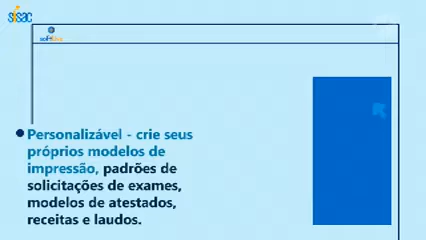 sisac
Personalizável - crie seus
próprios modelos de
impressão, padrões de
solicitações de exames,
modelos de atestados,
receitas e laudos.